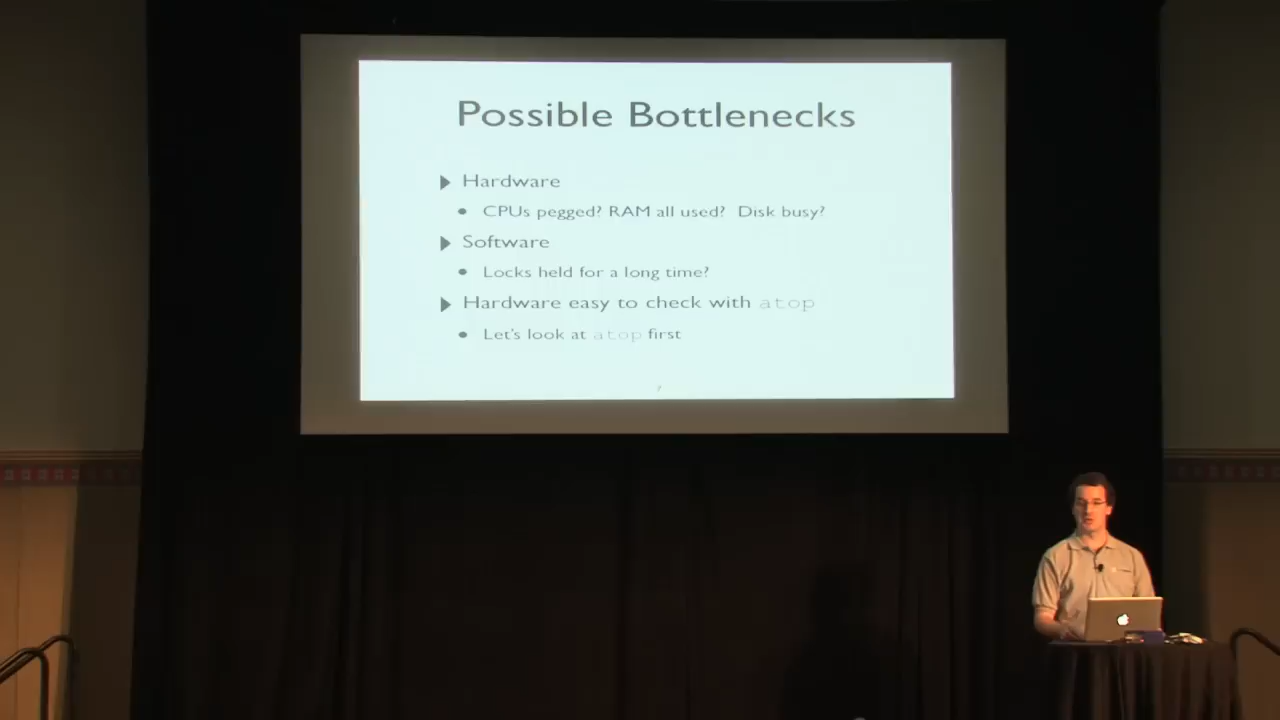 Possible Bottlenecks
Hardware
CPUs pegged? RAM all used? Disk busy?
Software
Locks held for a long time?
Hardware easy to check with atop
Let's look at atop first